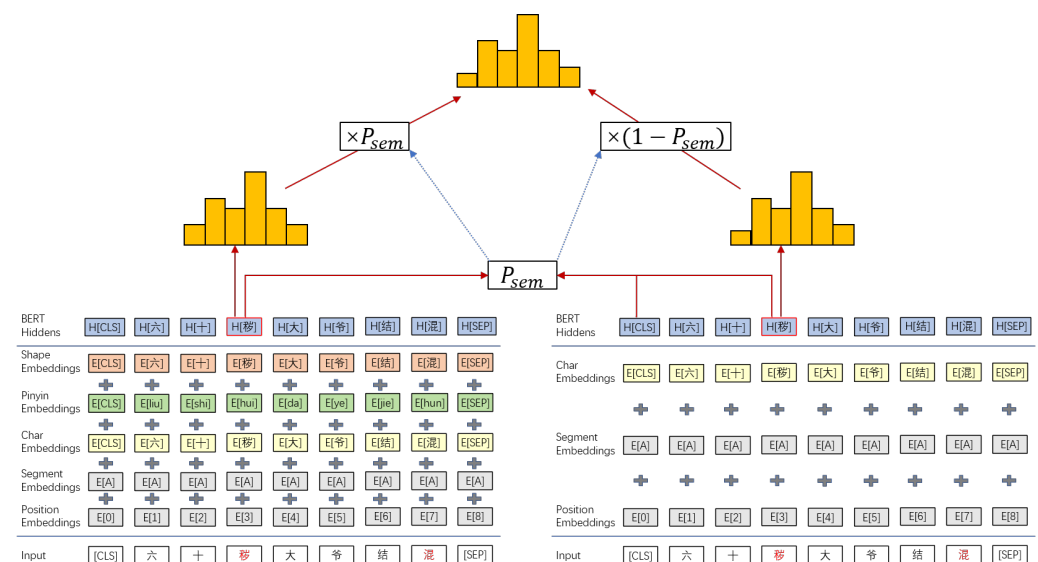 ×P_sem
×(1 − P_sem)
P_sem
BERT Hiddens H[CLS] H[六] H[十] H[秽] H[大] H[爷] H[结] H[混] H[SEP]
Shape Embeddings E[CLS] E[六] E[十] E[秽] E[大] E[爷] E[结] E[混] E[SEP]
Pinyin Embeddings E[CLS] E[liu] E[shi] E[hui] E[da] E[ye] E[jie] E[hun] E[SEP]
Char Embeddings E[CLS] E[六] E[十] E[秽] E[大] E[爷] E[结] E[混] E[SEP]
Segment Embeddings E[A] E[A] E[A] E[A] E[A] E[A] E[A] E[A] E[A]
Position Embeddings E[0] E[1] E[2] E[3] E[4] E[5] E[6] E[7] E[8]
Input [CLS] 六 十 秽 大 爷 结 混 [SEP]
BERT Hiddens H[CLS] H[六] H[十] H[秽] H[大] H[爷] H[结] H[混] H[SEP]
Char Embeddings E[CLS] E[六] E[十] E[秽] E[大] E[爷] E[结] E[混] E[SEP]
Segment Embeddings E[A] E[A] E[A] E[A] E[A] E[A] E[A] E[A] E[A]
Position Embeddings E[0] E[1] E[2] E[3] E[4] E[5] E[6] E[7] E[8]
Input [CLS] 六 十 秽 大 爷 结 混 [SEP]